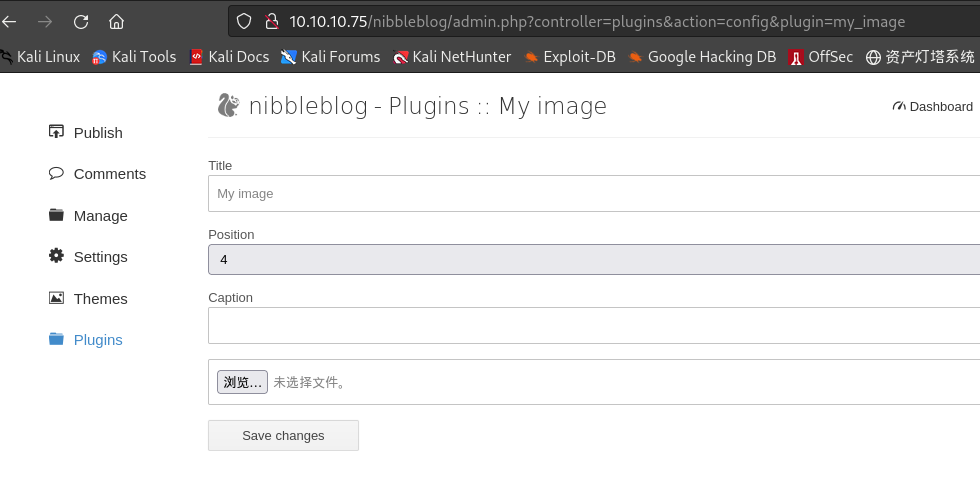 10.10.10.75/nibbleblog/admin.php?controller=plugins&action=config&plugin=my_image
Kali Linux Kali Tools Kali Docs Kali Forums Kali NetHunter Exploit-DB Google Hacking DB OffSec 资产灯塔系统
nibbleblog - Plugins :: My image
Dashboard
Publish
Comments
Manage
Settings
Themes
Plugins
Title
My image
Position
4
Caption
浏览… 未选择文件。
Save changes